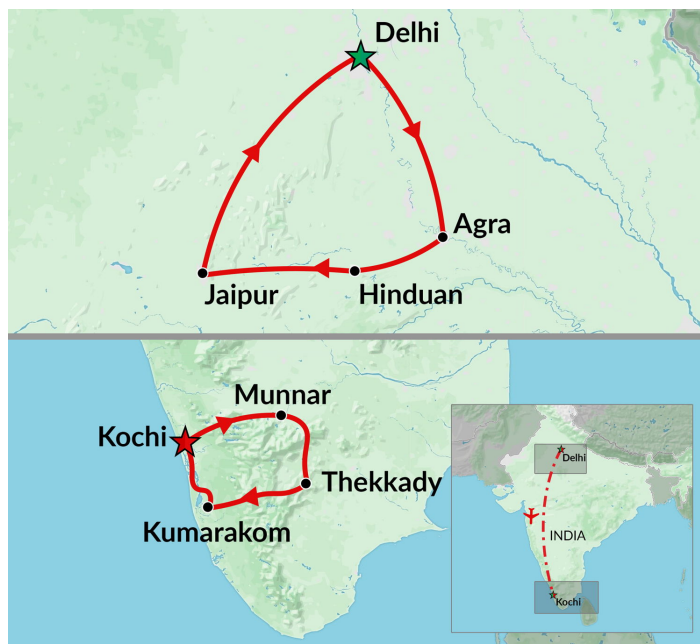 Delhi
Agra
Jaipur
Hinduan
Munnar
Kochi
Thekkady
Kumarakom
Delhi
INDIA
Kochi